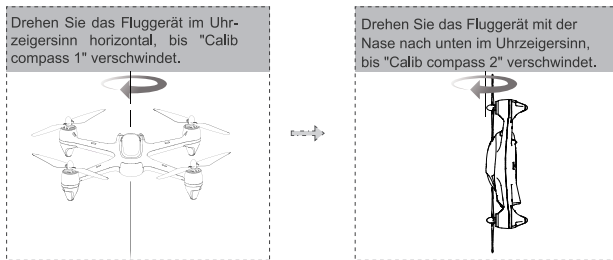 Drehen Sie das Fluggerät im Uhr-
zeigersinn horizontal, bis "Calib
compass 1" verschwindet.
Drehen Sie das Fluggerät mit der
Nase nach unten im Uhrzeigersinn,
bis "Calib compass 2" verschwindet.